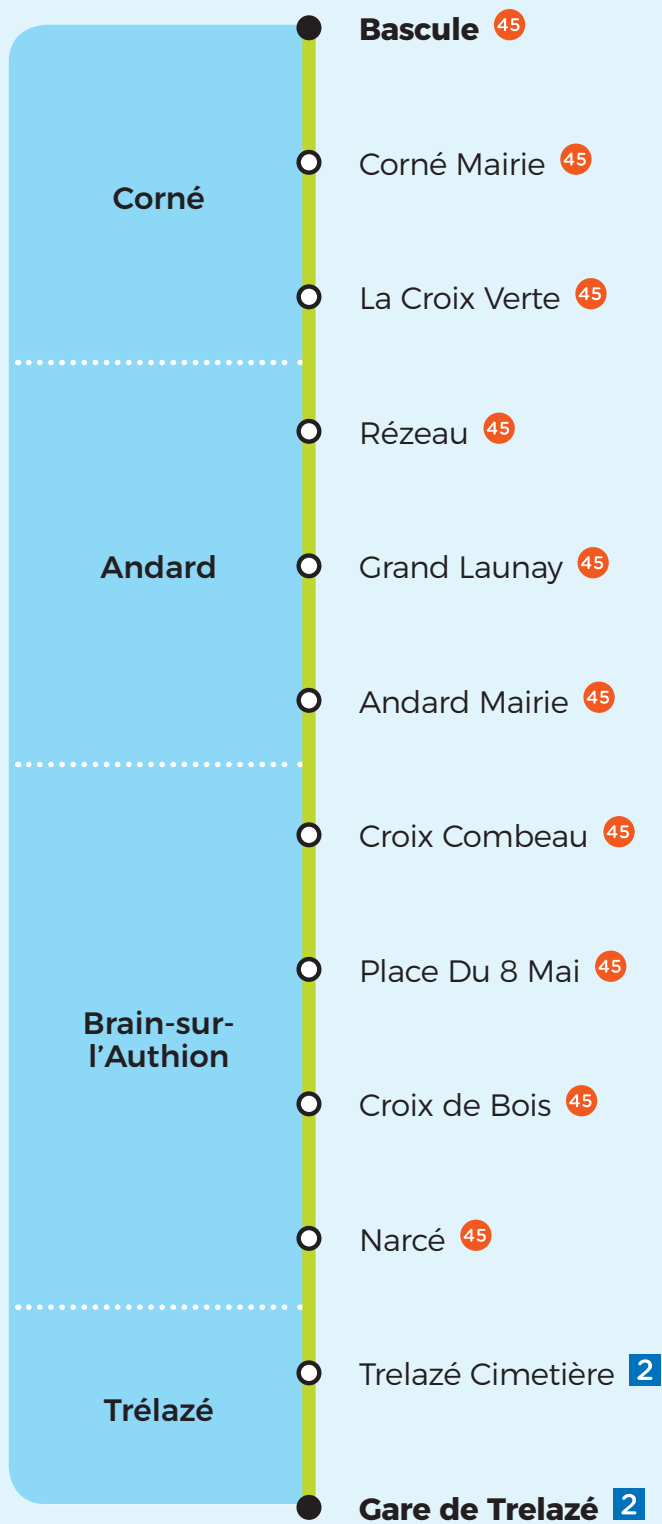 Bascule 45
Corné Mairie 45
Corné
La Croix Verte 45
Rézeau 45
Andard
Grand Launay 45
Andard Mairie 45
Croix Combeau 45
Place Du 8 Mai 45
Brain-sur-
l'Authion
Croix de Bois 45
Narcé 45
Trelazé Cimetière 2
Trélazé
Gare de Trelazé 2